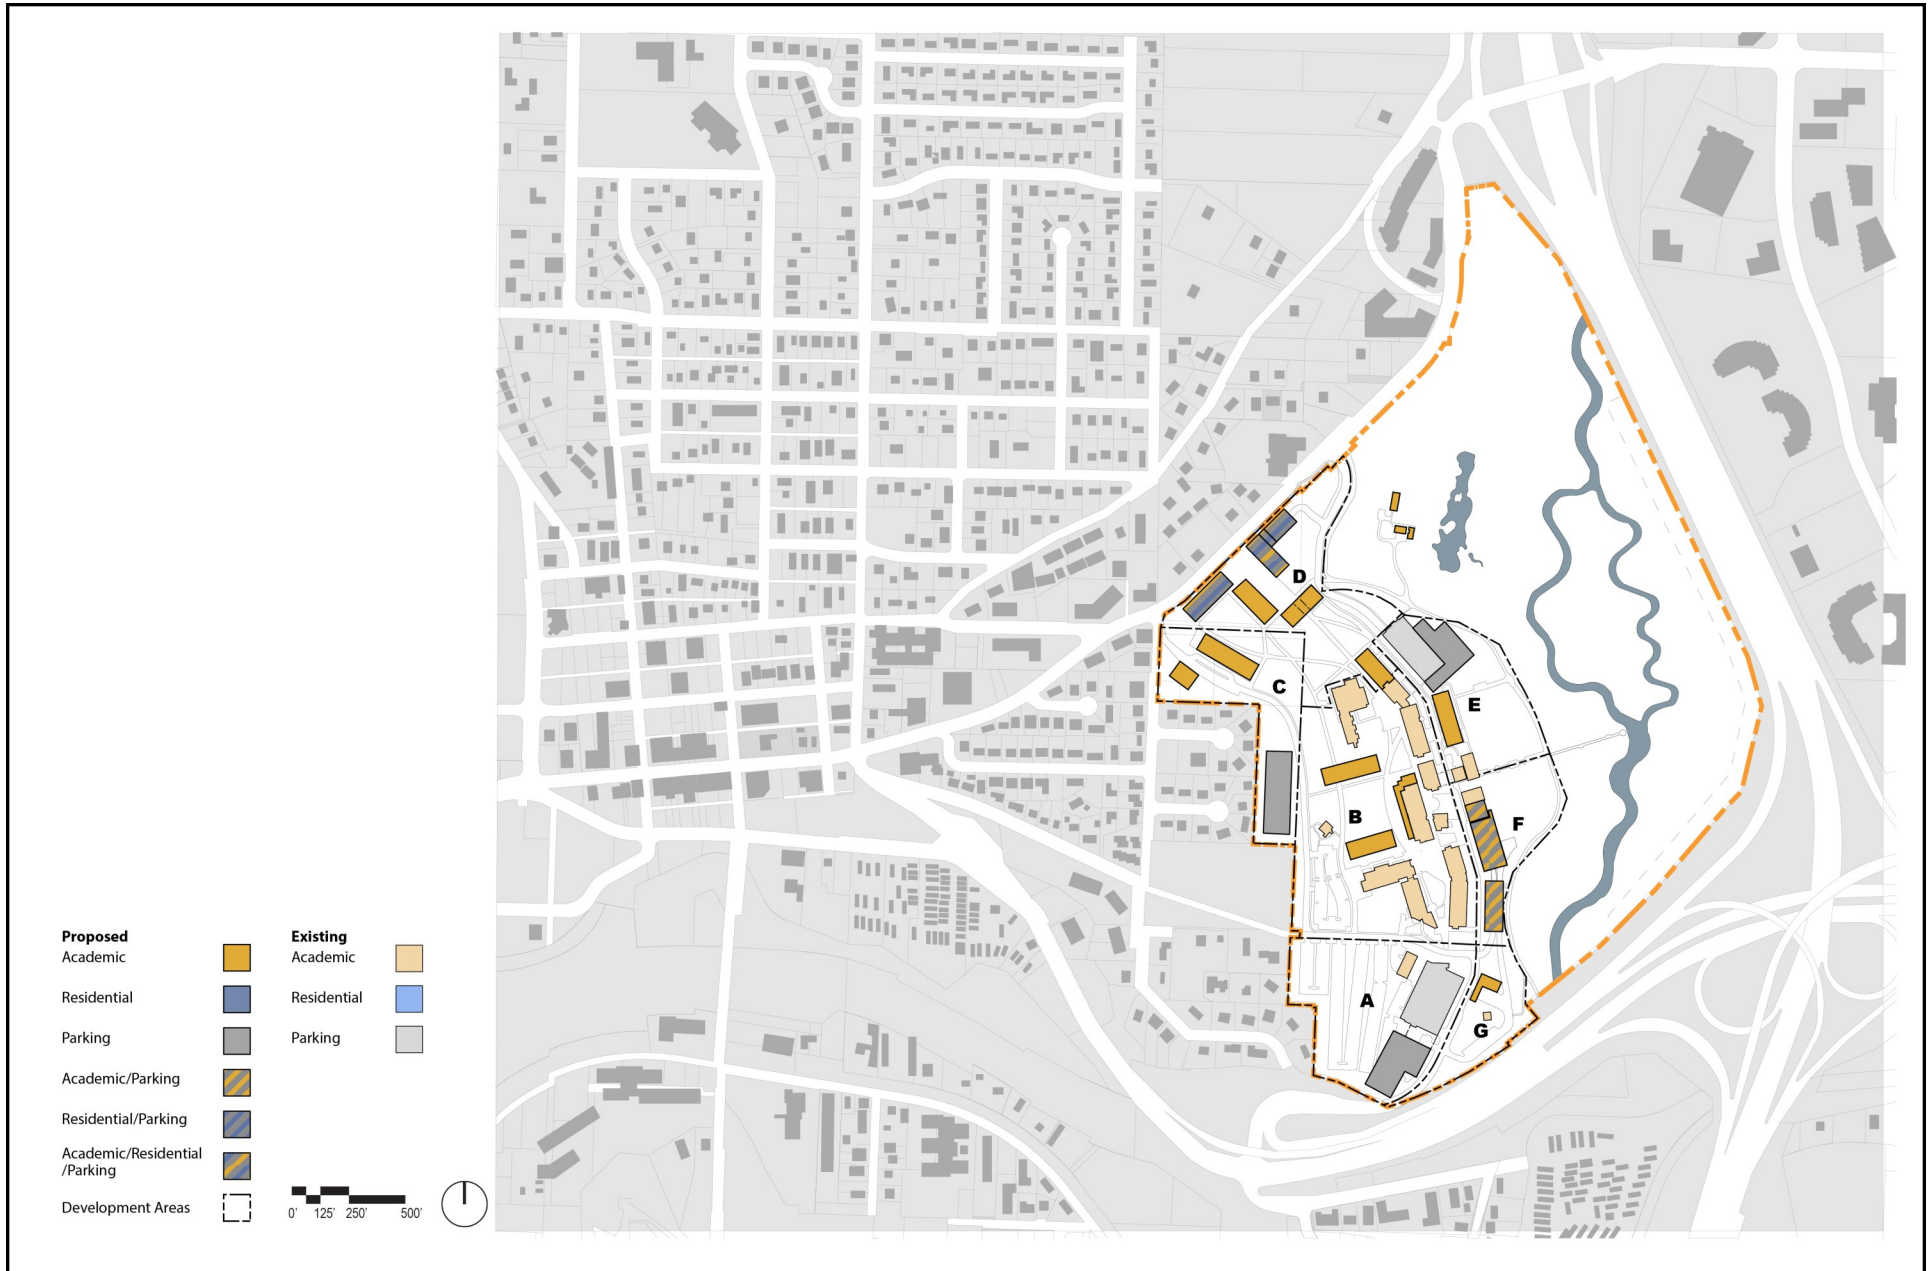 D
C
E
B
F
A
G
Proposed
Academic
Residential
Parking
Academic/Parking
Residential/Parking
Academic/Residential
/Parking
Development Areas
Existing
Academic
Residential
Parking
0' 125' 250' 500'